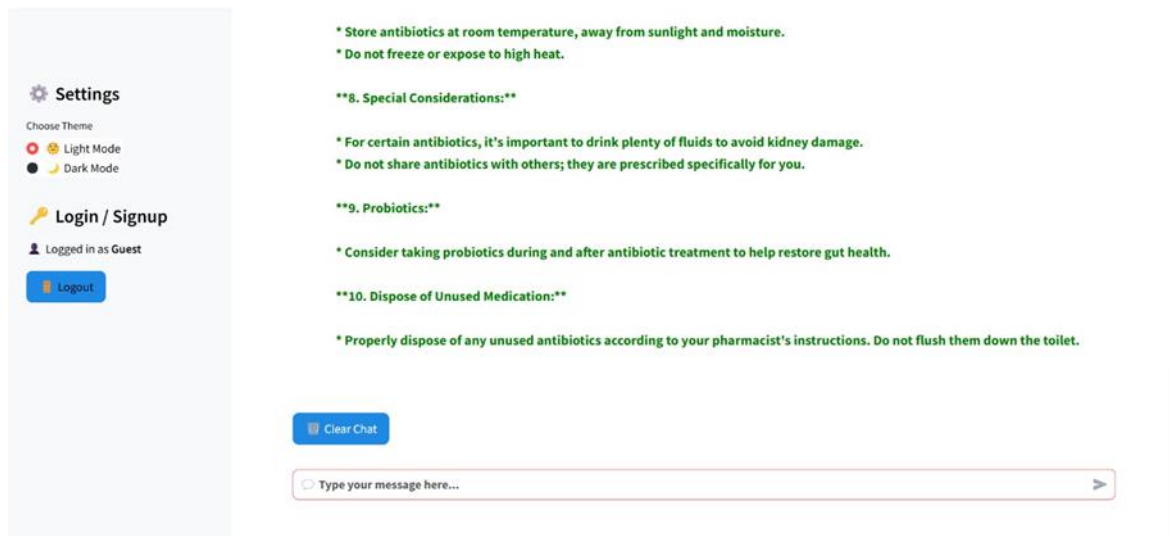 Settings
Choose Theme
Light Mode
Dark Mode
Login / Signup
Logged in as Guest
Logout
* Store antibiotics at room temperature, away from sunlight and moisture.
* Do not freeze or expose to high heat.
**8. Special Considerations:**
* For certain antibiotics, it's important to drink plenty of fluids to avoid kidney damage.
* Do not share antibiotics with others; they are prescribed specifically for you.
**9. Probiotics:**
* Consider taking probiotics during and after antibiotic treatment to help restore gut health.
**10. Dispose of Unused Medication:**
* Properly dispose of any unused antibiotics according to your pharmacist's instructions. Do not flush them down the toilet.
Clear Chat
Type your message here...